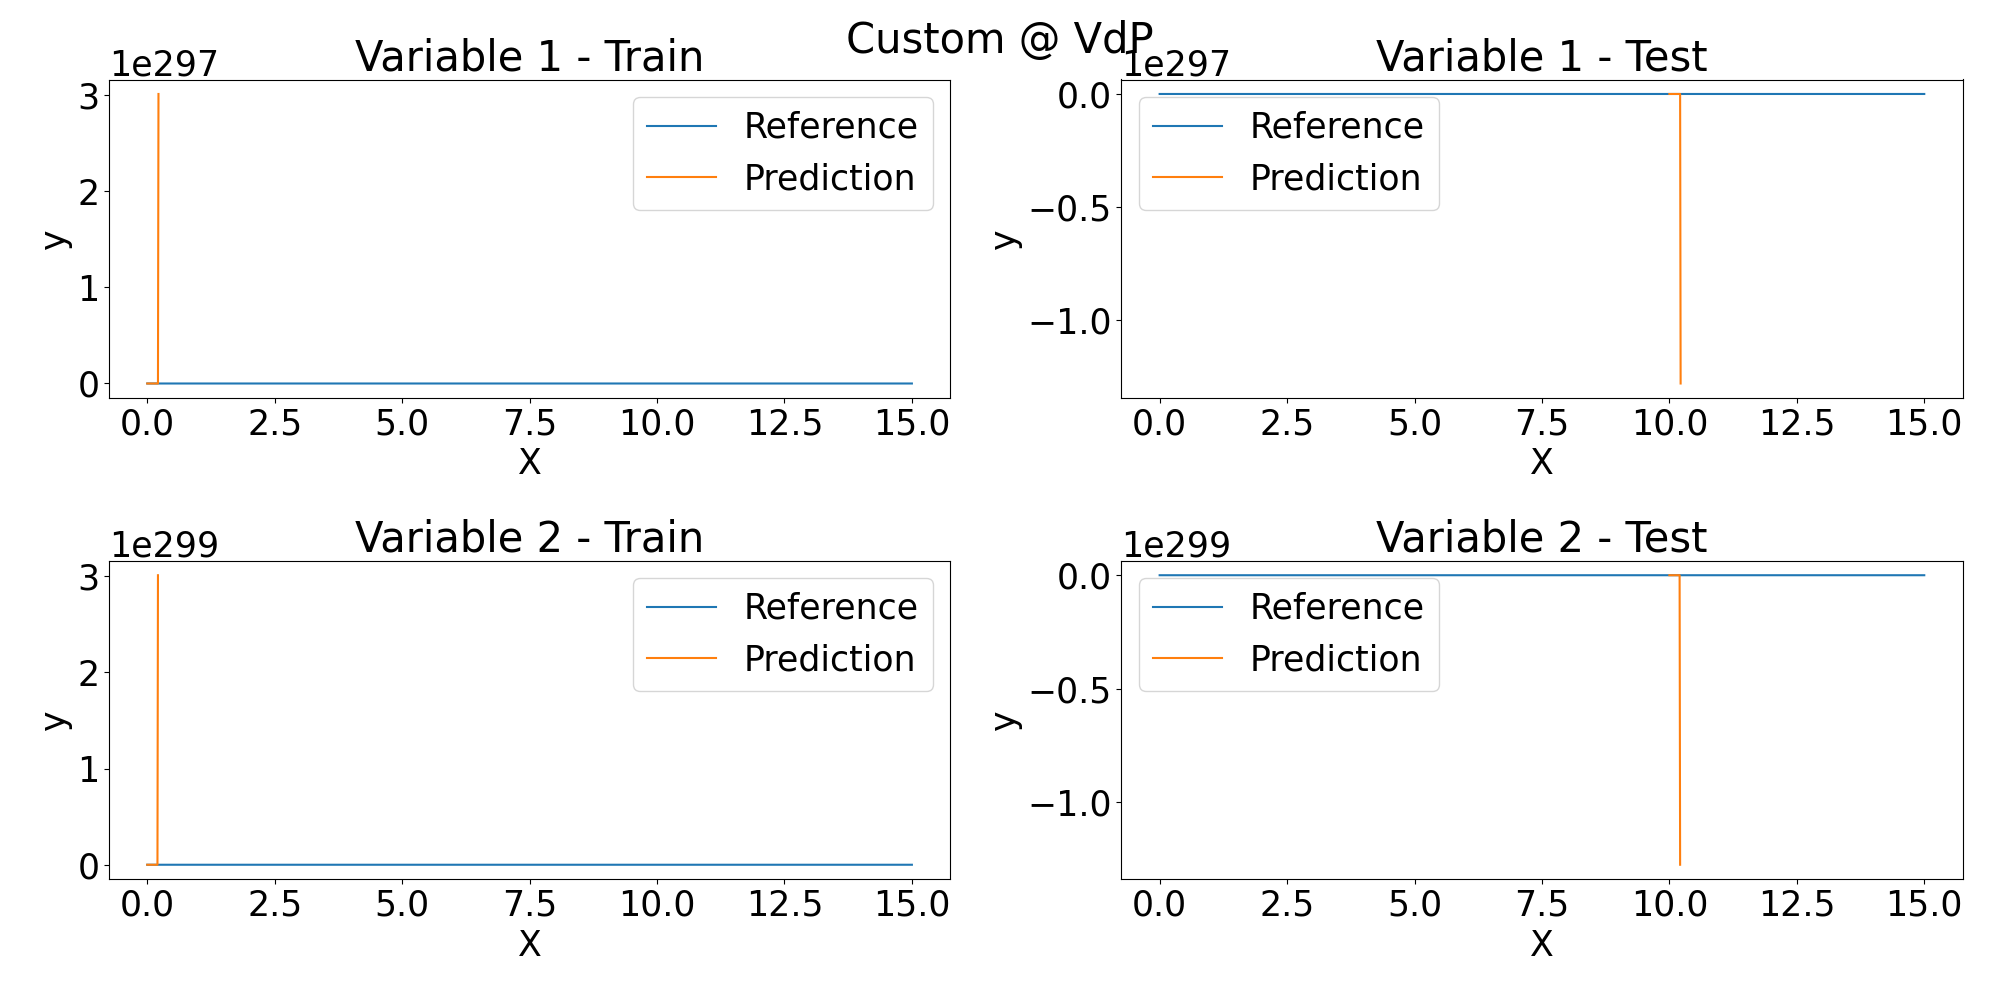 Custom @ VdP
Variable 1 - Train
1e297
3
2
1
0
y
Reference
Prediction
0.0 2.5 5.0 7.5 10.0 12.5 15.0
X
Variable 1 - Test
1e297
0.0
−0.5
−1.0
y
Reference
Prediction
0.0 2.5 5.0 7.5 10.0 12.5 15.0
X
Variable 2 - Train
1e299
3
2
1
0
y
Reference
Prediction
0.0 2.5 5.0 7.5 10.0 12.5 15.0
X
Variable 2 - Test
1e299
0.0
−0.5
−1.0
y
Reference
Prediction
0.0 2.5 5.0 7.5 10.0 12.5 15.0
X